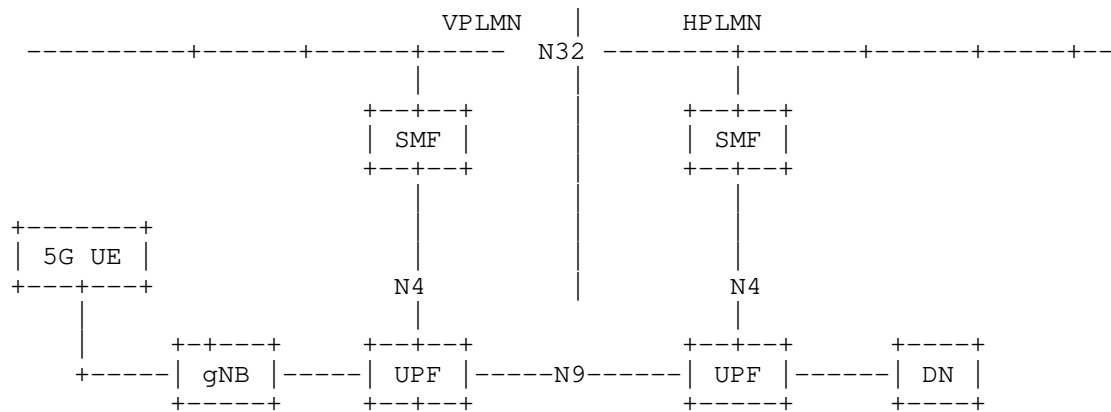 VPLMN HPLMN
N32
SMF SMF
5G UE
N4 N4
gNB UPF N9 UPF DN